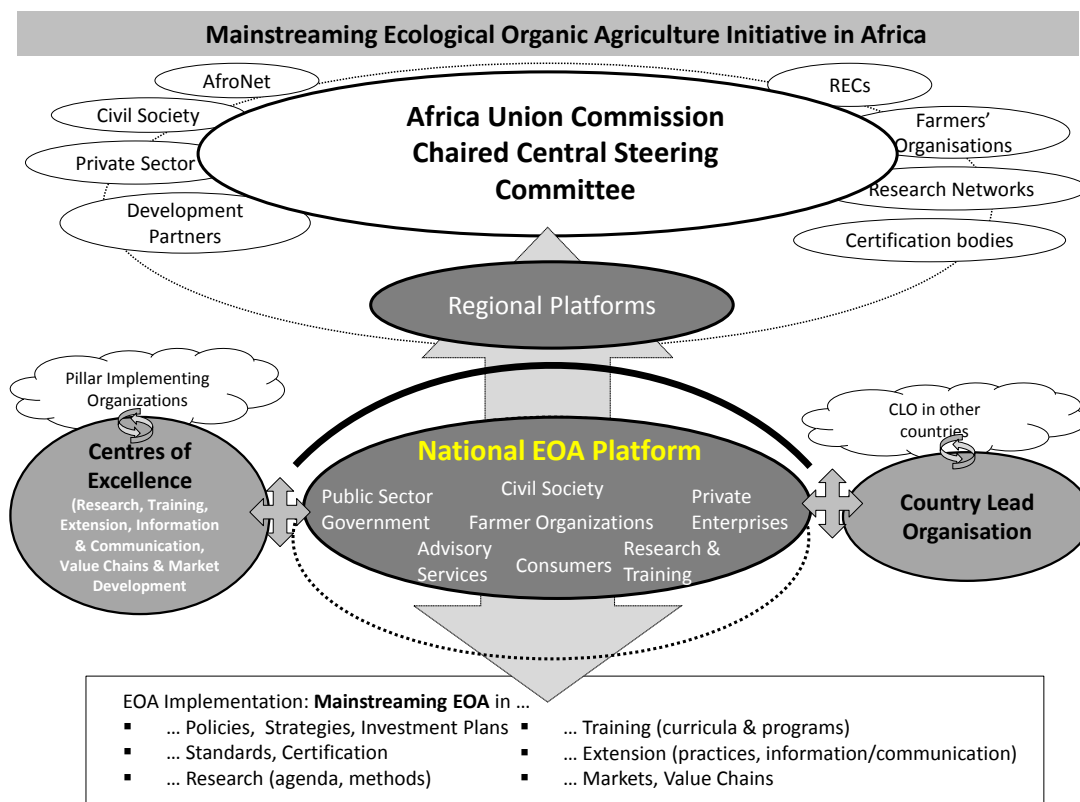 Mainstreaming Ecological Organic Agriculture Initiative in Africa
AfroNet
Civil Society
Private Sector
Development
Partners
Africa Union Commission
Chaired Central Steering
Committee
RECs
Farmers'
Organisations
Research Networks
Certification bodies
Regional Platforms
Pillar Implementing
Organizations
Centres of
Excellence
(Research, Training,
Extension, Information
& Communication,
Value Chains & Market
Development
National EOA Platform
Public Sector
Government
Civil Society
Farmer Organizations
Private
Enterprises
Advisory
Services
Consumers
Research &
Training
CLO in other
countries
Country Lead
Organisation
EOA Implementation: Mainstreaming EOA in …
▪ … Policies, Strategies, Investment Plans
▪ … Standards, Certification
▪ … Research (agenda, methods)
▪ … Training (curricula & programs)
▪ … Extension (practices, information/communication)
▪ … Markets, Value Chains